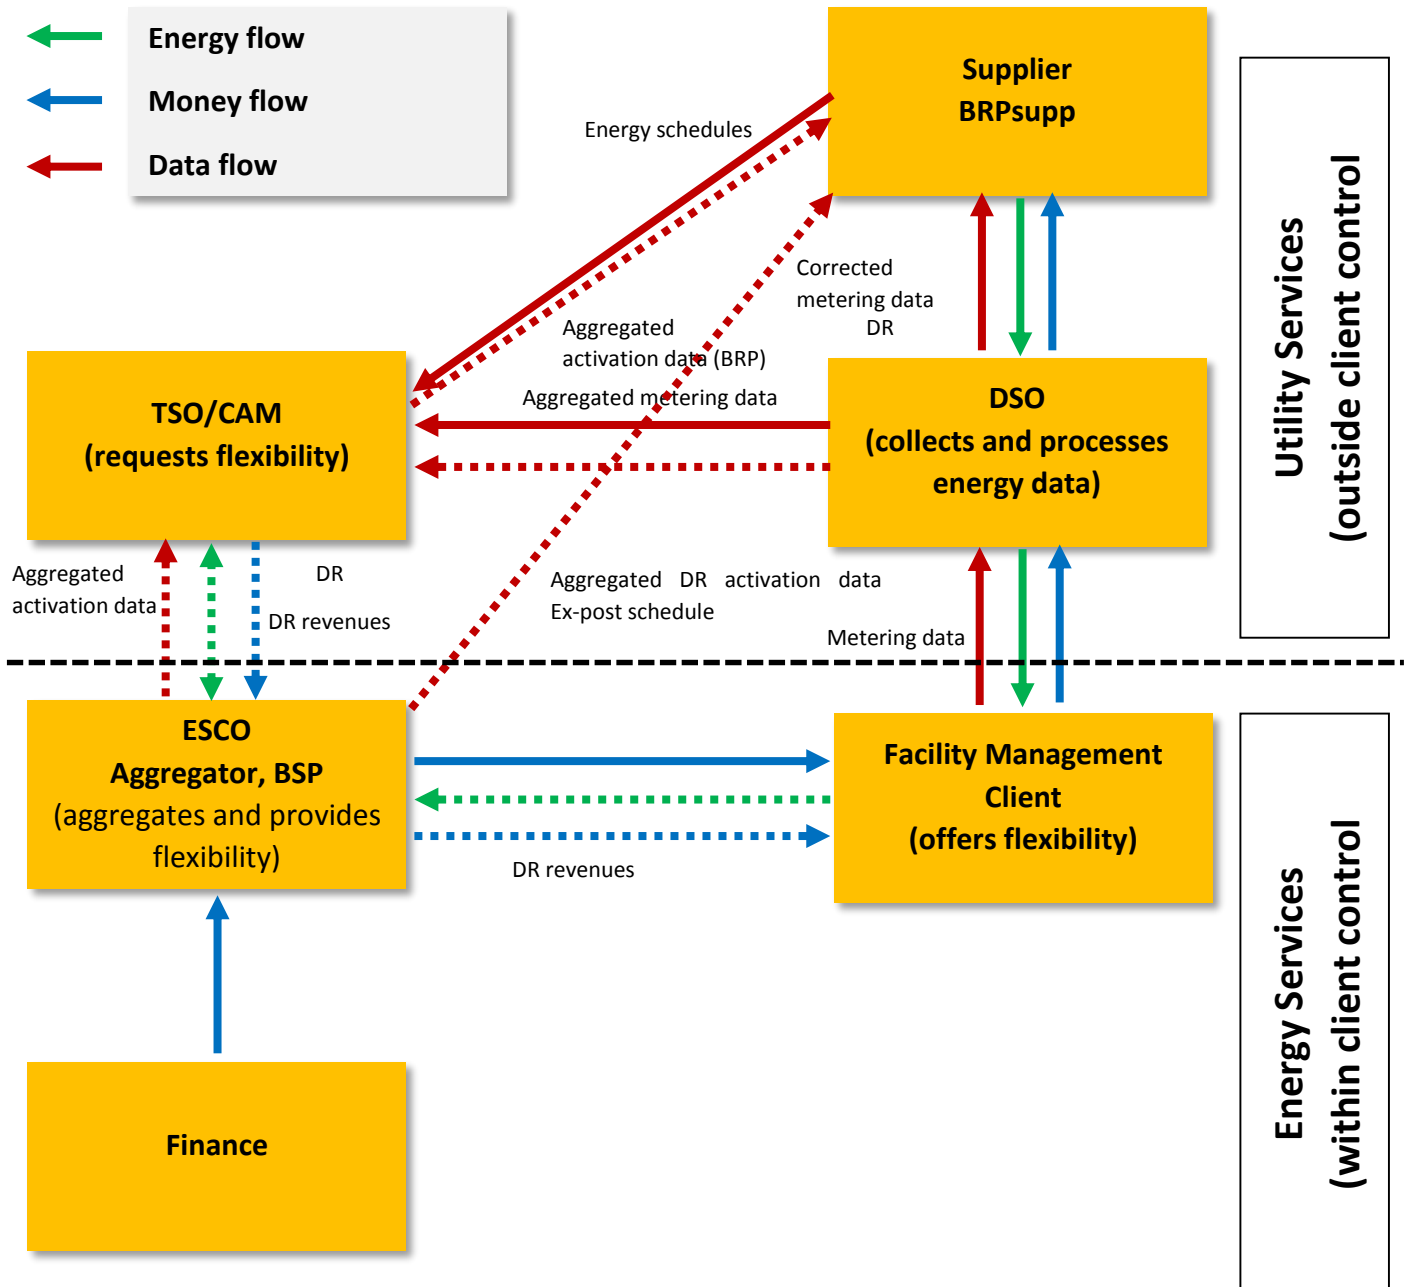 Energy flow
Money flow
Data flow
Supplier
BRPsupp
Energy schedules
Corrected
metering data
DR
Aggregated
activation data (BRP)
Aggregated metering data
TSO/CAM
(requests flexibility)
DSO
(collects and processes
energy data)
Utility Services
(outside client control)
Aggregated
activation data
DR
DR revenues
Aggregated DR activation data
Ex-post schedule
Metering data
ESCO
Aggregator, BSP
(aggregates and provides
flexibility)
Facility Management
Client
(offers flexibility)
DR revenues
Energy Services
(within client control)
Finance